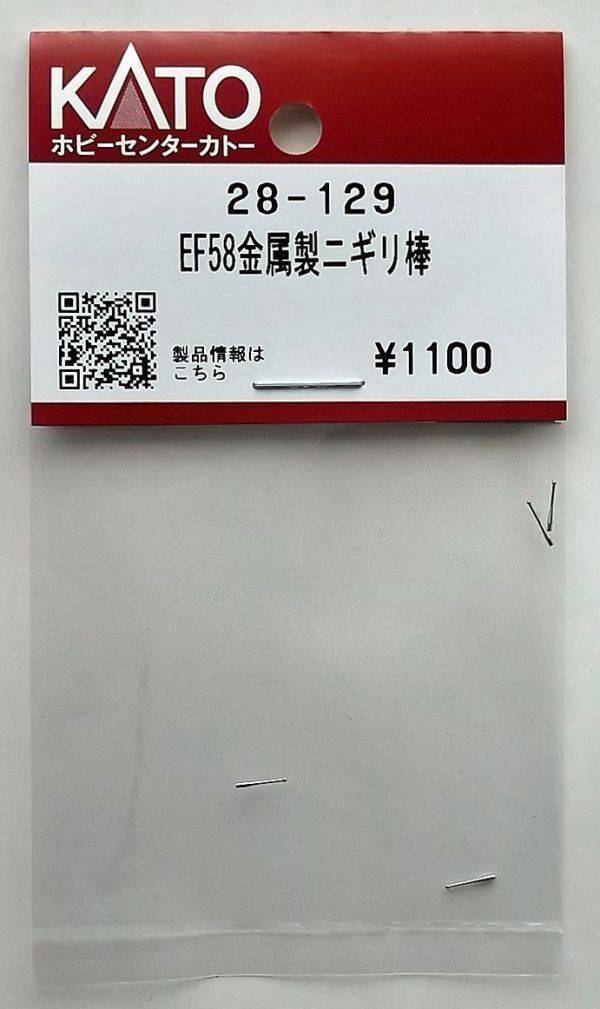 KATO
ホビーセンターカトー
28-129
EF58金属製ニギリ棒
製品情報は
こちら
¥1100